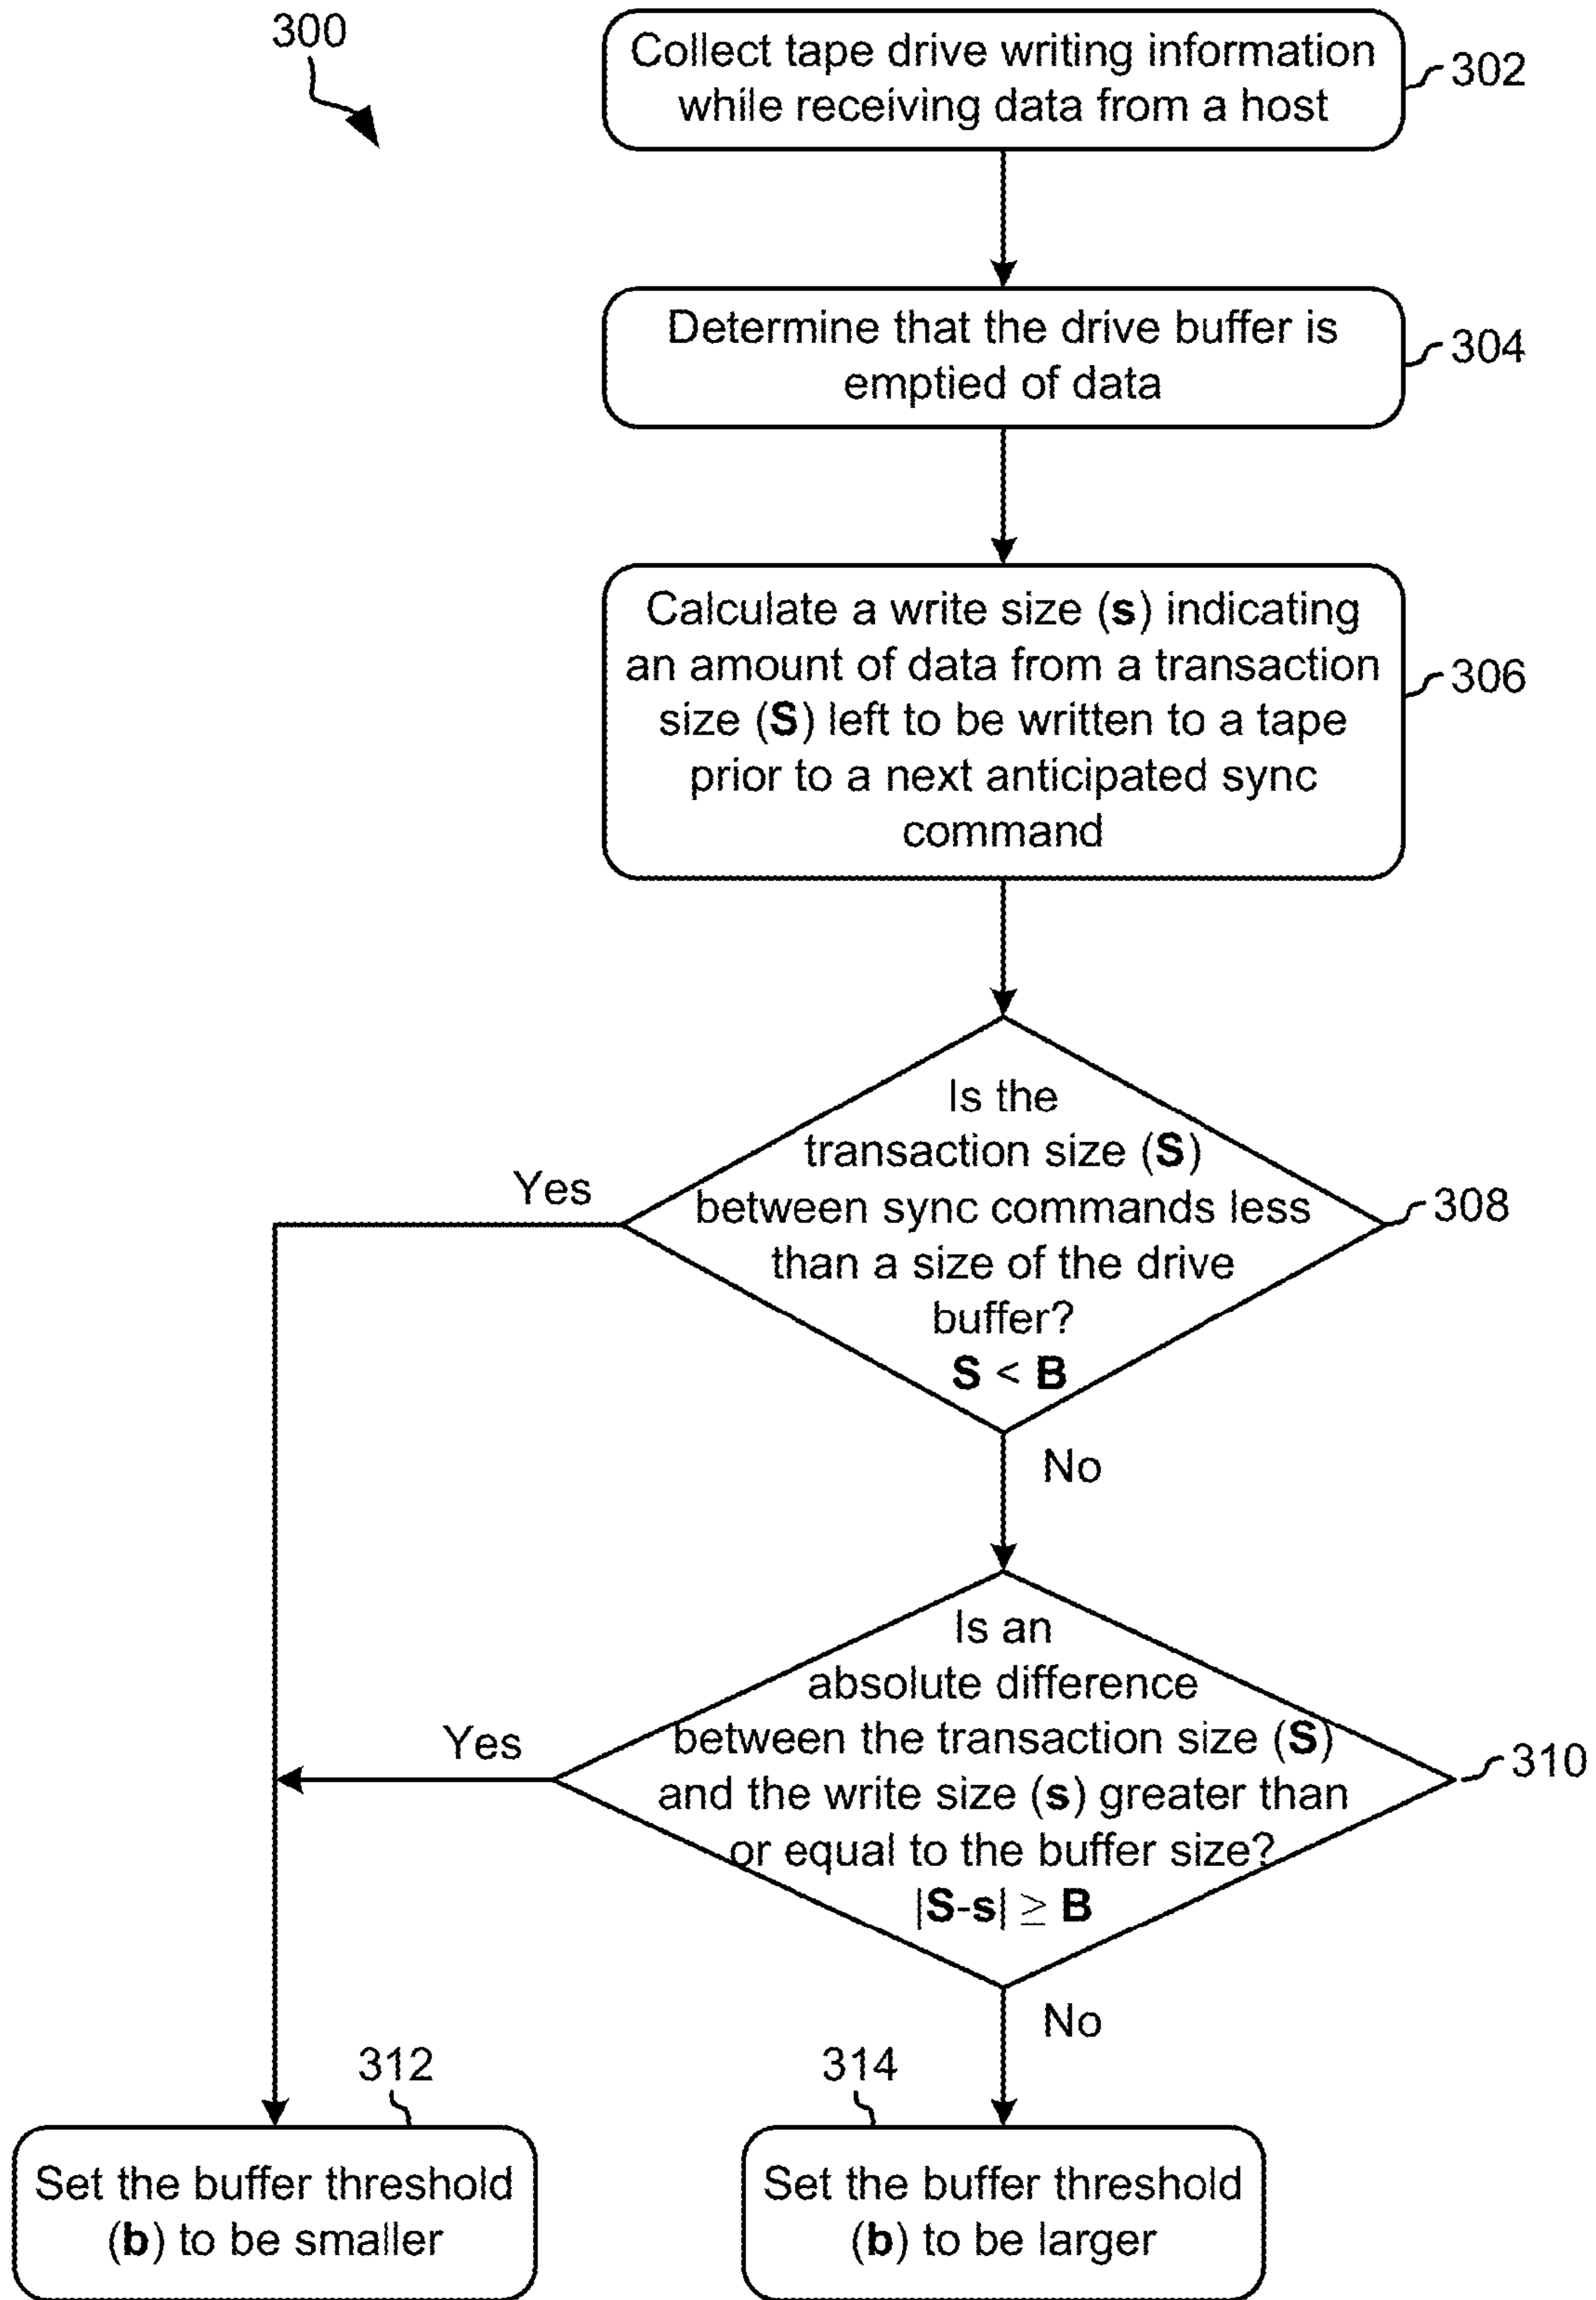 300
Collect tape drive writing information
while receiving data from a host
302
Determine that the drive buffer is
emptied of data
304
Calculate a write size (s) indicating
an amount of data from a transaction
size (S) left to be written to a tape
prior to a next anticipated sync
command
306
Is the
transaction size (S)
between sync commands less
than a size of the drive
buffer?
S < B
308
Yes
No
Is an
absolute difference
between the transaction size (S)
and the write size (s) greater than
or equal to the buffer size?
|S-s| ≥ B
310
Yes
No
312
Set the buffer threshold
(b) to be smaller
314
Set the buffer threshold
(b) to be larger